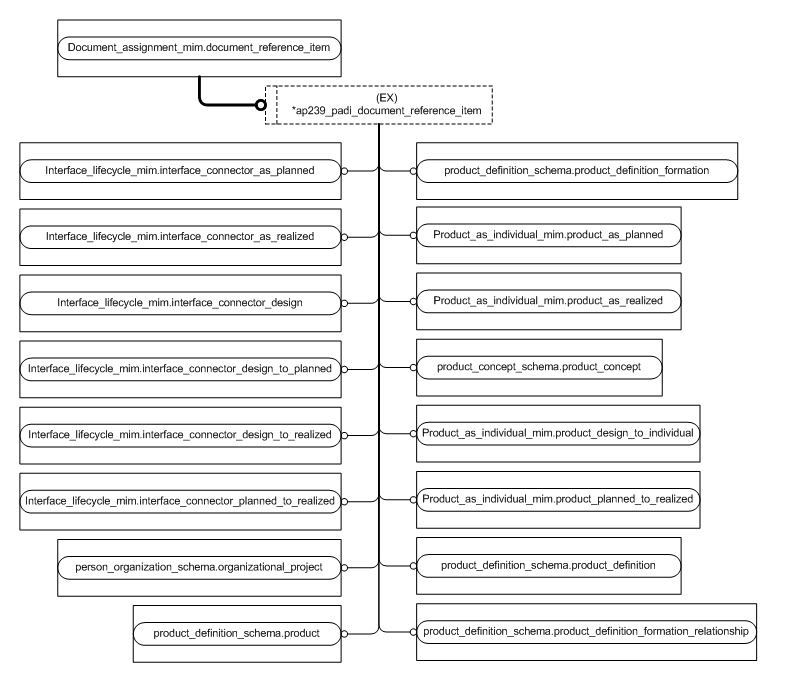 Document_assignment_mim.document_reference_item
(EX)
*ap239_padi_document_reference_item
Interface_lifecycle_mim.interface_connector_as_planned
product_definition_schema.product_definition_formation
Interface_lifecycle_mim.interface_connector_as_realized
Product_as_individual_mim.product_as_planned
Interface_lifecycle_mim.interface_connector_design
Product_as_individual_mim.product_as_realized
Interface_lifecycle_mim.interface_connector_design_to_planned
product_concept_schema.product_concept
Interface_lifecycle_mim.interface_connector_design_to_realized
Product_as_individual_mim.product_design_to_individual
Interface_lifecycle_mim.interface_connector_planned_to_realized
Product_as_individual_mim.product_planned_to_realized
person_organization_schema.organizational_project
product_definition_schema.product_definition
product_definition_schema.product
product_definition_schema.product_definition_formation_relationship